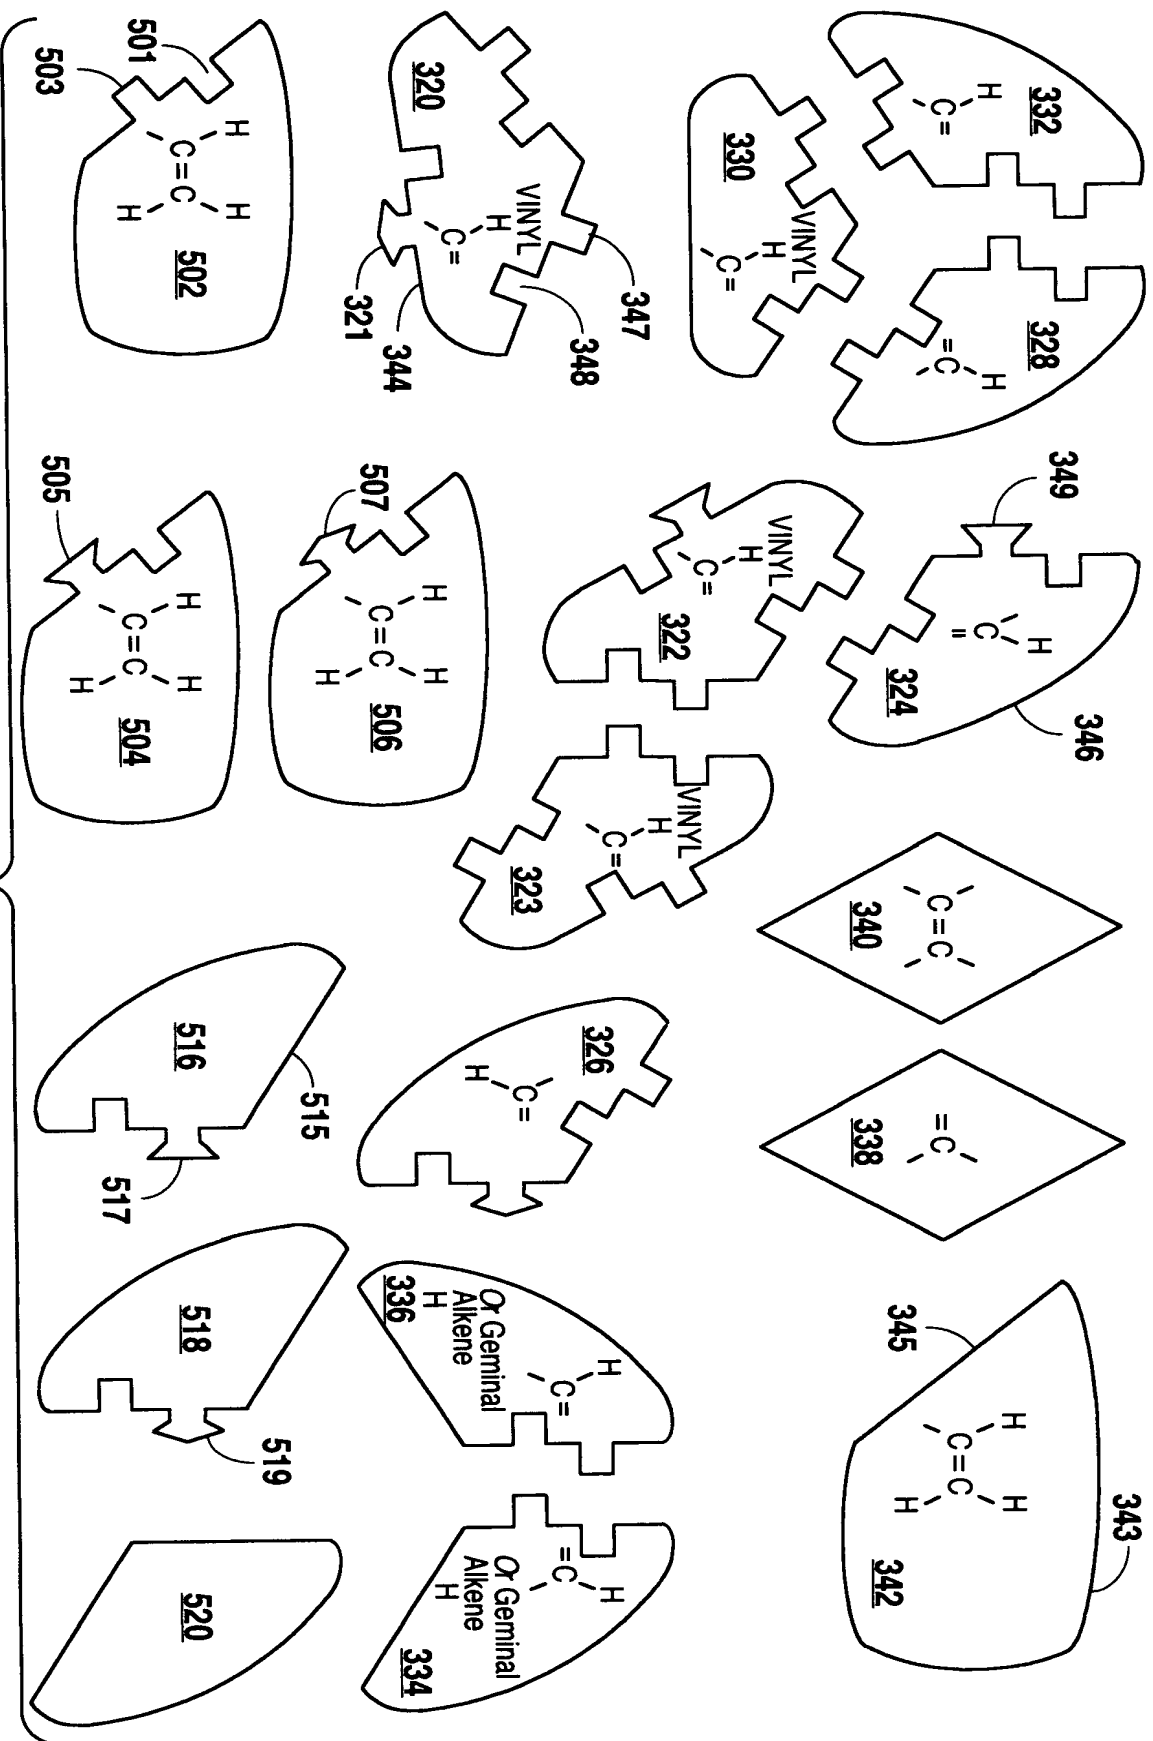 332
H
C=
328
H
=C
330
VINYL
H
C=
320
VINYL
H
C=
347
348
344
321
501
503
H
H
C=C
H
502
349
346
324
H
C
=
322
VINYL
H
C=
323
VINYL
H
C=
507
H
H
C=C
H
506
505
H
H
C=C
H
504
340
C=C
338
=C
343
345
H
H
C=C
H
342
326
C=
H
336
H
C=
Or Geminal
Alkene
H
334
H
=C
Or Geminal
Alkene
H
515
516
517
518
519
520